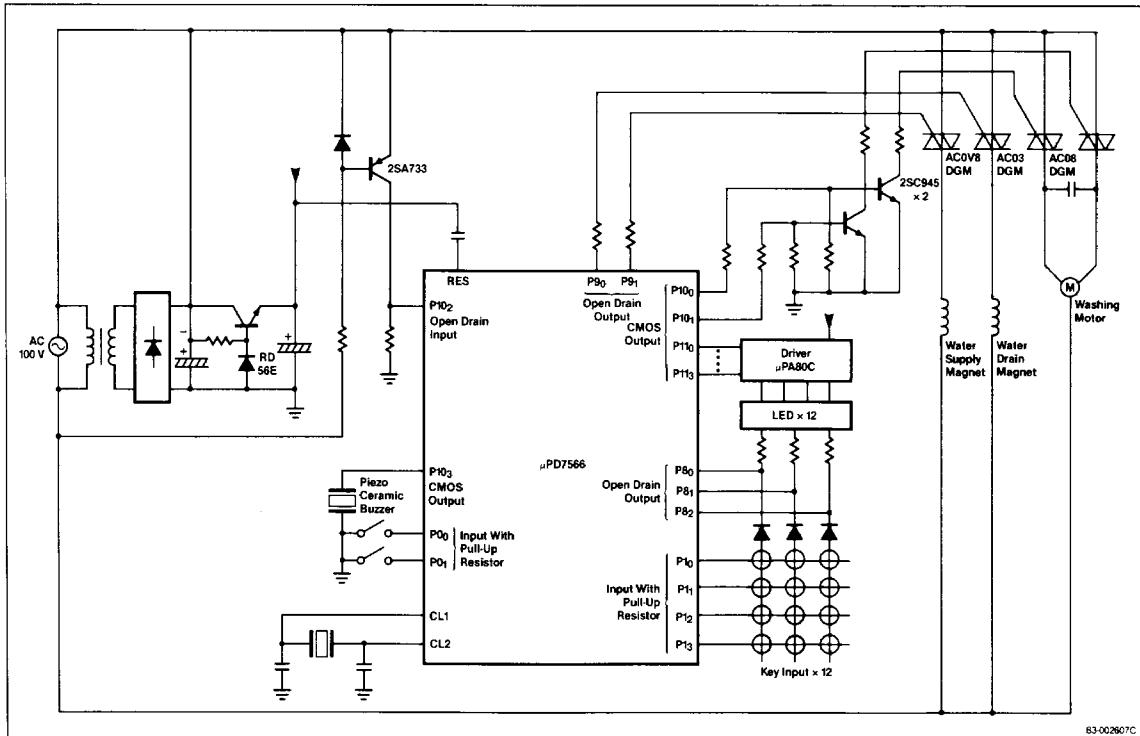 2SA733
2SC945
× 2
AC0V8
DGM
AC03
DGM
AC08
DGM
RES
P9₀ P9₁
Open Drain
Output
P10₀
P10₁
CMOS
Output
P11₀
P11₃
P10₂
Open Drain
Input
AC
100 V
−
+
+
RD
56E
M
Washing
Motor
Water
Supply
Magnet
Water
Drain
Magnet
Driver
μPA80C
LED × 12
μPD7566
P10₃
CMOS
Output
Piezo
Ceramic
Buzzer
P0₀
P0₁
Input With
Pull-Up
Resistor
Open Drain
Output
P8₀
P8₁
P8₂
CL1
CL2
Input With
Pull-Up
Resistor
P1₀
P1₁
P1₂
P1₃
Key Input × 12
83-002607C